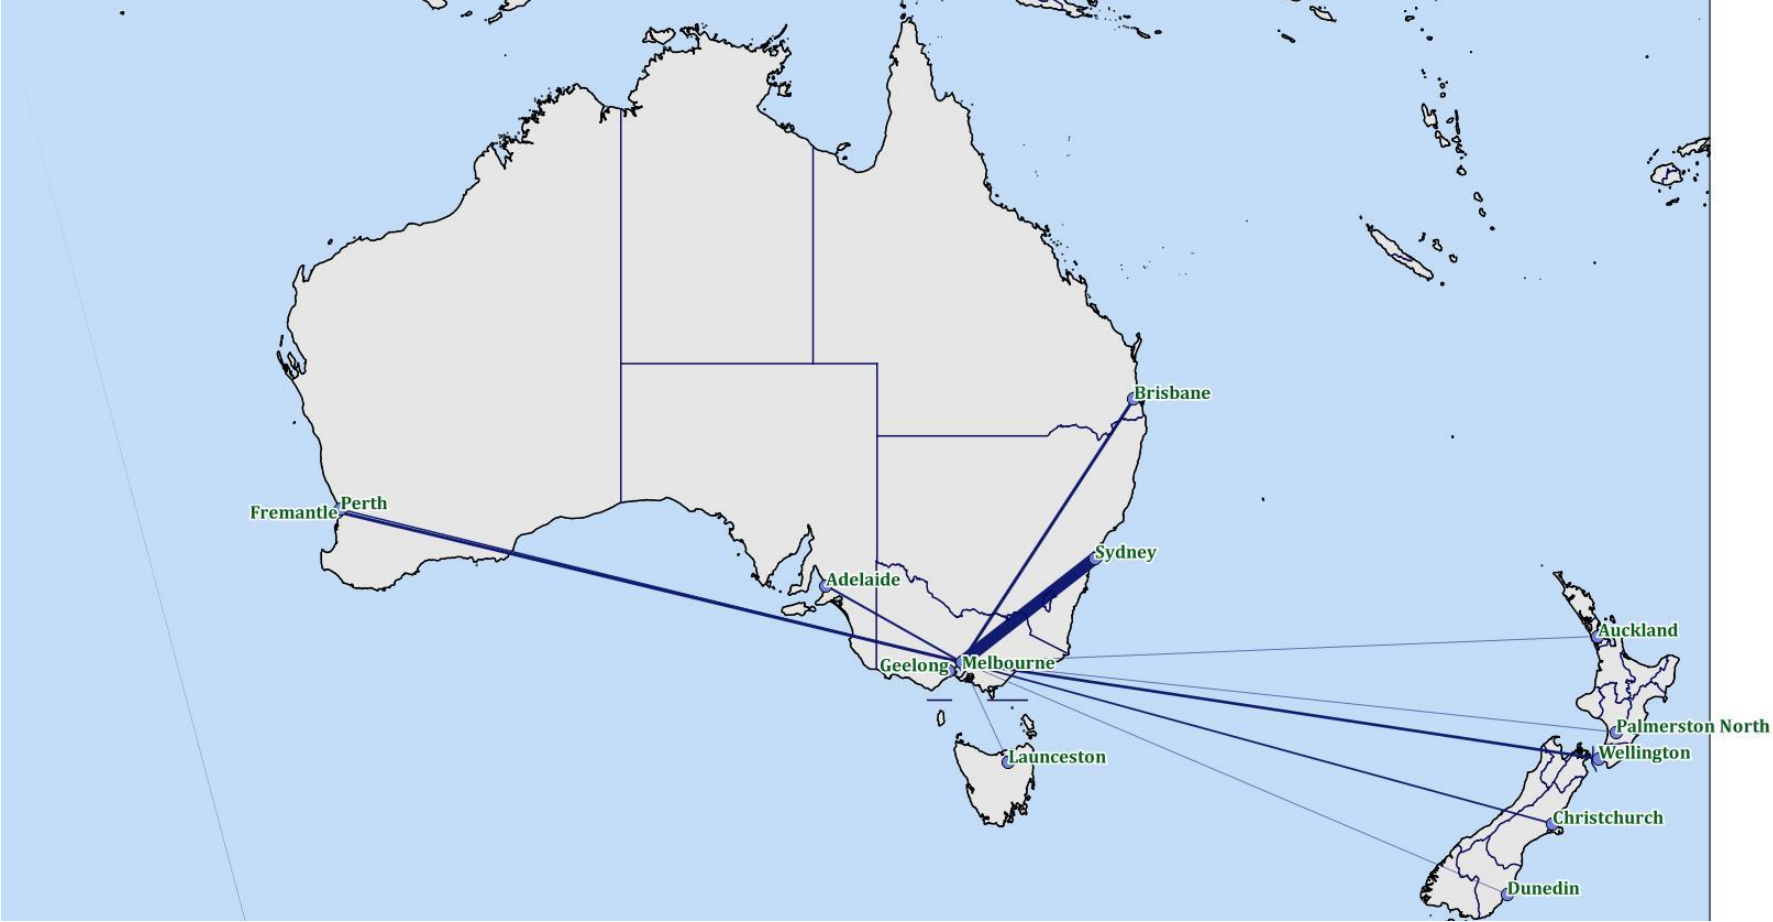 Brisbane
Perth
Fremantle
Sydney
Adelaide
Auckland
Geelong
Melbourne
Palmerston North
Wellington
Launceston
Christchurch
Dunedin